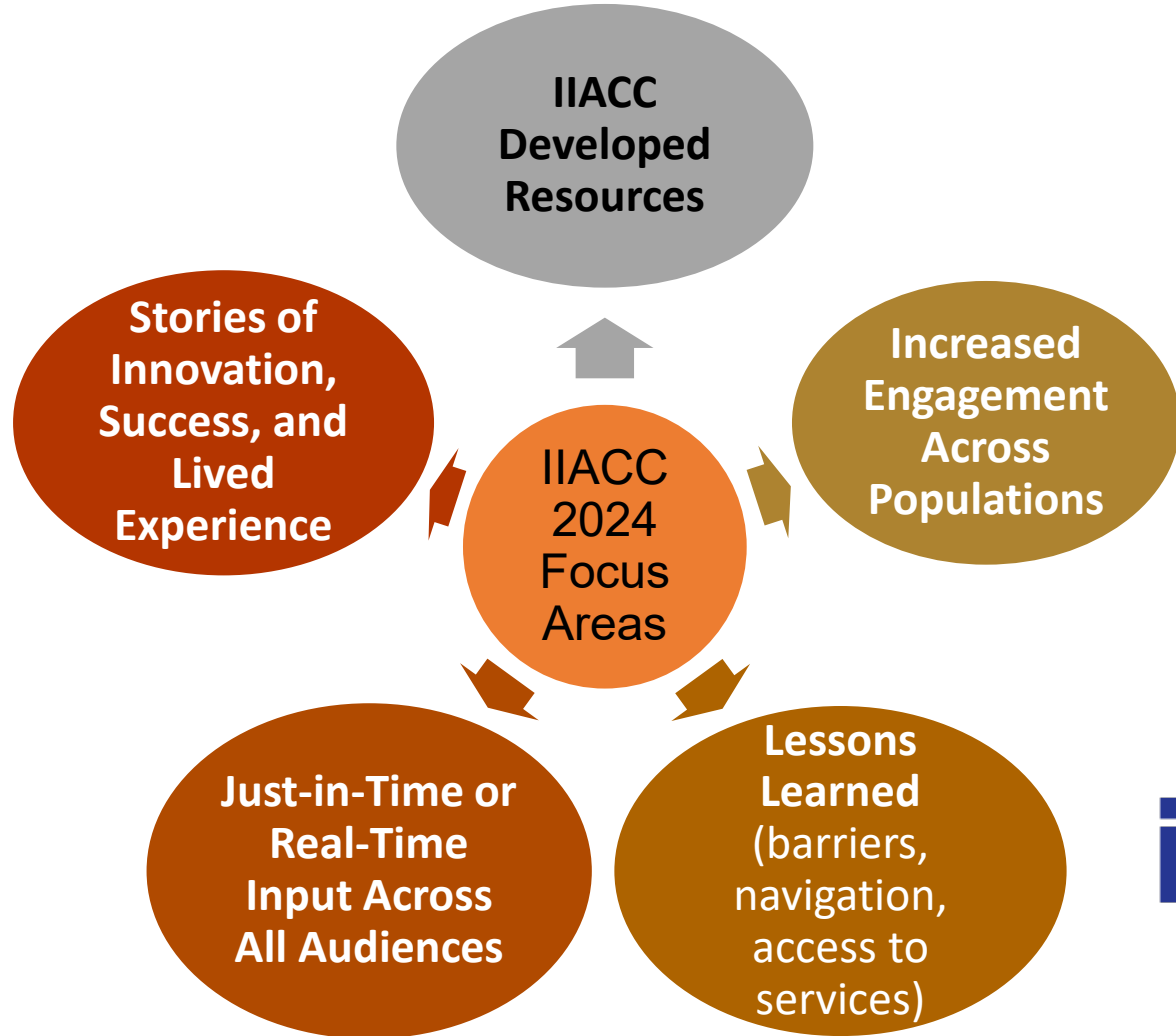 IIACC
Developed
Resources
Stories of
Innovation,
Success, and
Lived
Experience
Increased
Engagement
Across
Populations
IIACC
2024
Focus
Areas
Just-in-Time or
Real-Time
Input Across
All Audiences
Lessons
Learned
(barriers,
navigation,
access to
services)
i